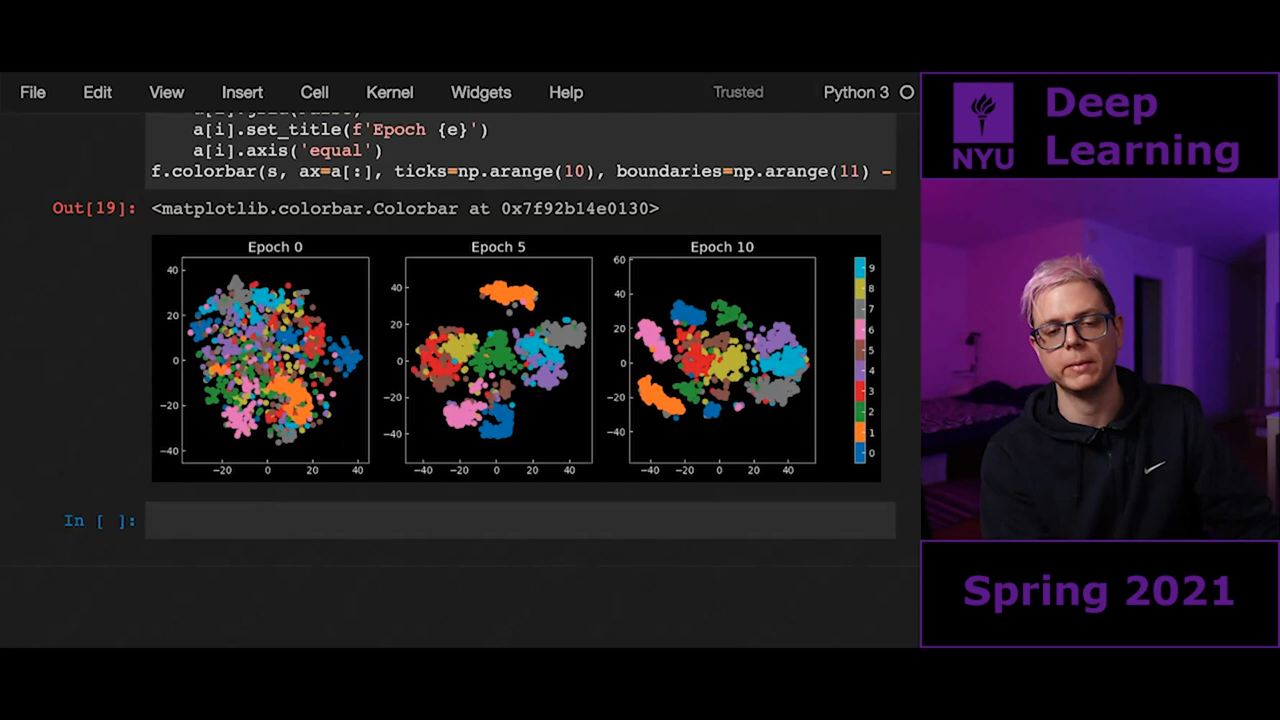 File Edit View Insert Cell Kernel Widgets Help Trusted Python 3
a[i].set_title(f'Epoch {e}')
a[i].axis('equal')
f.colorbar(s, ax=a[:], ticks=np.arange(10), boundaries=np.arange(11) -
Out[19]: <matplotlib.colorbar.Colorbar at 0x7f92b14e0130>
Epoch 0
40
20
0
−20
−40
−20 0 20 40
Epoch 5
40
20
0
−20
−40
−40 −20 0 20 40
Epoch 10
60
40
20
0
−20
−40
−40 −20 0 20 40
9
8
7
6
5
4
3
2
1
0
In [ ]:
NYU
Deep
Learning
Spring 2021